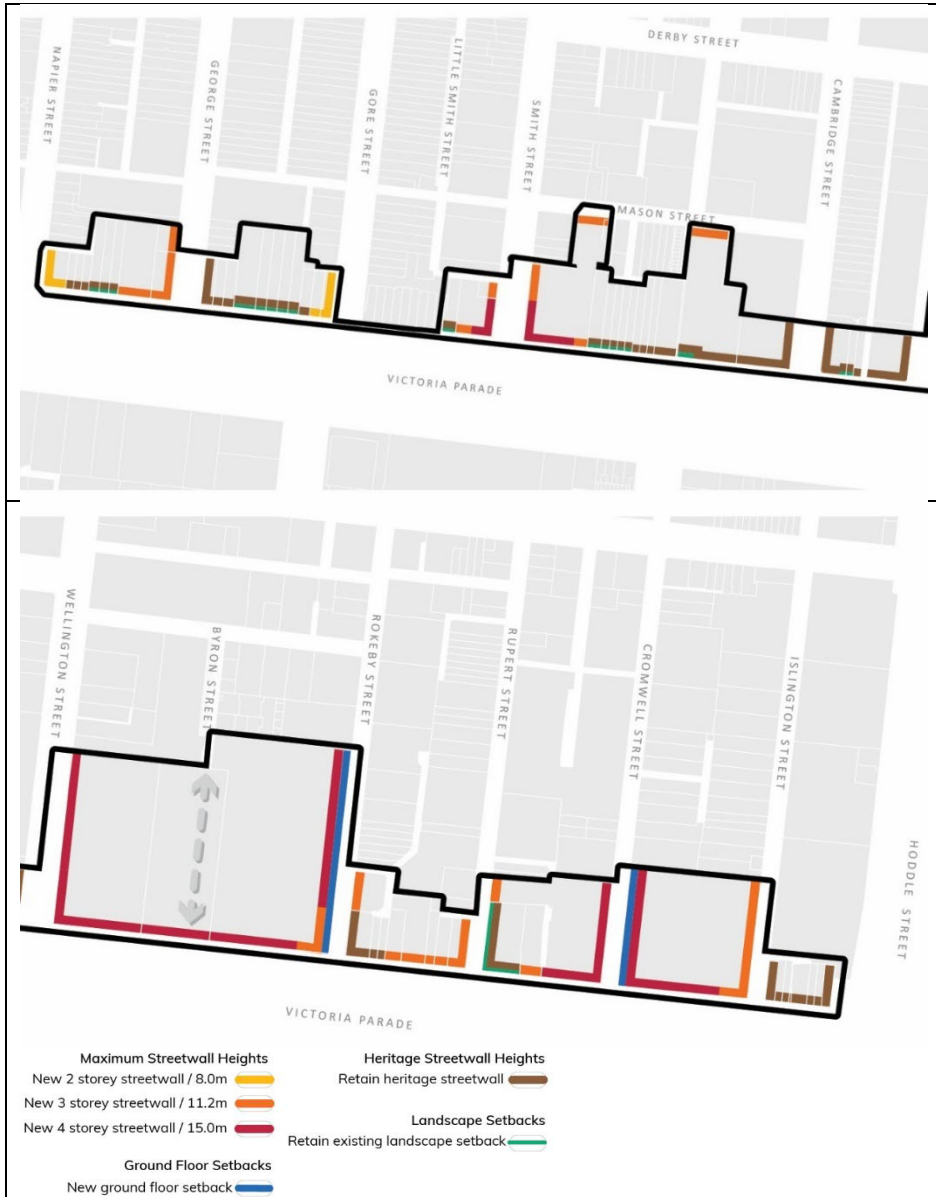 DERBY STREET
NAPIER STREET
GEORGE STREET
GORE STREET
LITTLE SMITH STREET
SMITH STREET
CAMBRIDGE STREET
MASON STREET
VICTORIA PARADE
WELLINGTON STREET
BYRON STREET
ROKEBY STREET
RUPERT STREET
CROMWELL STREET
ISLINGTON STREET
HODDLE STREET
VICTORIA PARADE
Maximum Streetwall Heights
New 2 storey streetwall / 8.0m
New 3 storey streetwall / 11.2m
New 4 storey streetwall / 15.0m
Ground Floor Setbacks
New ground floor setback
Heritage Streetwall Heights
Retain heritage streetwall
Landscape Setbacks
Retain existing landscape setback